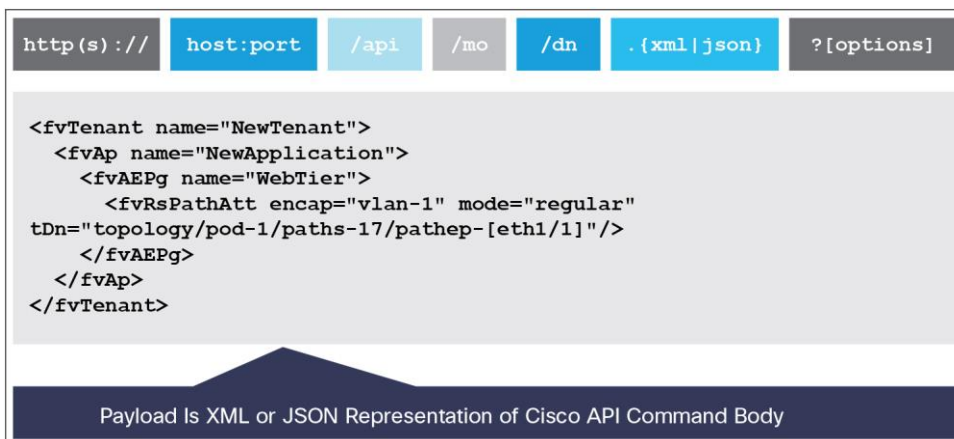 http(s):// host:port /api /mo /dn .{xml|json} ?[options]
<fvTenant name="NewTenant">
<fvAp name="NewApplication">
<fvAEPg name="WebTier">
<fvRsPathAtt encap="vlan-1" mode="regular"
tDn="topology/pod-1/paths-17/pathep-[eth1/1]"/>
</fvAEPg>
</fvAp>
</fvTenant>
Payload Is XML or JSON Representation of Cisco API Command Body